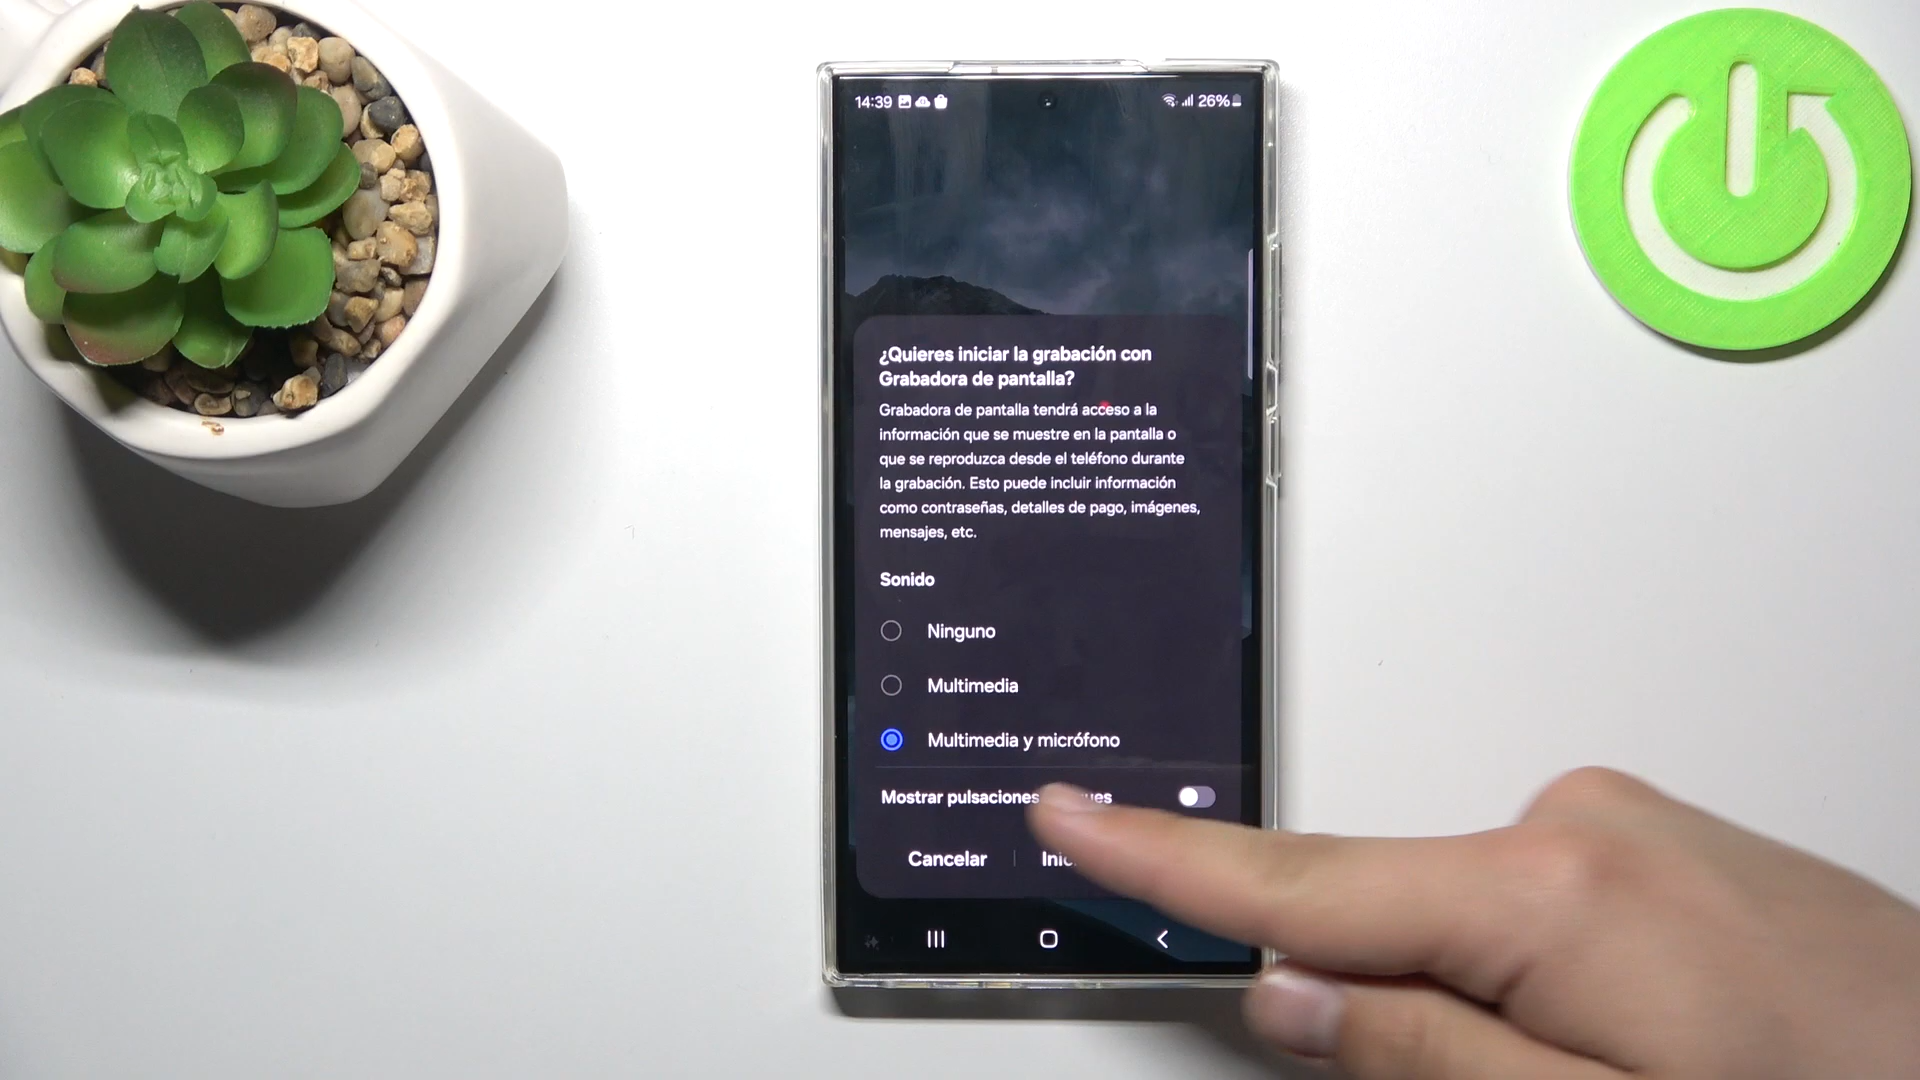 14:39
26%
¿Quieres iniciar la grabación con
Grabadora de pantalla?
Grabadora de pantalla tendrá acceso a la
información que se muestre en la pantalla o
que se reproduzca desde el teléfono durante
la grabación. Esto puede incluir información
como contraseñas, detalles de pago, imágenes,
mensajes, etc.
Sonido
Ninguno
Multimedia
Multimedia y micrófono
Mostrar pulsaciones
Cancelar